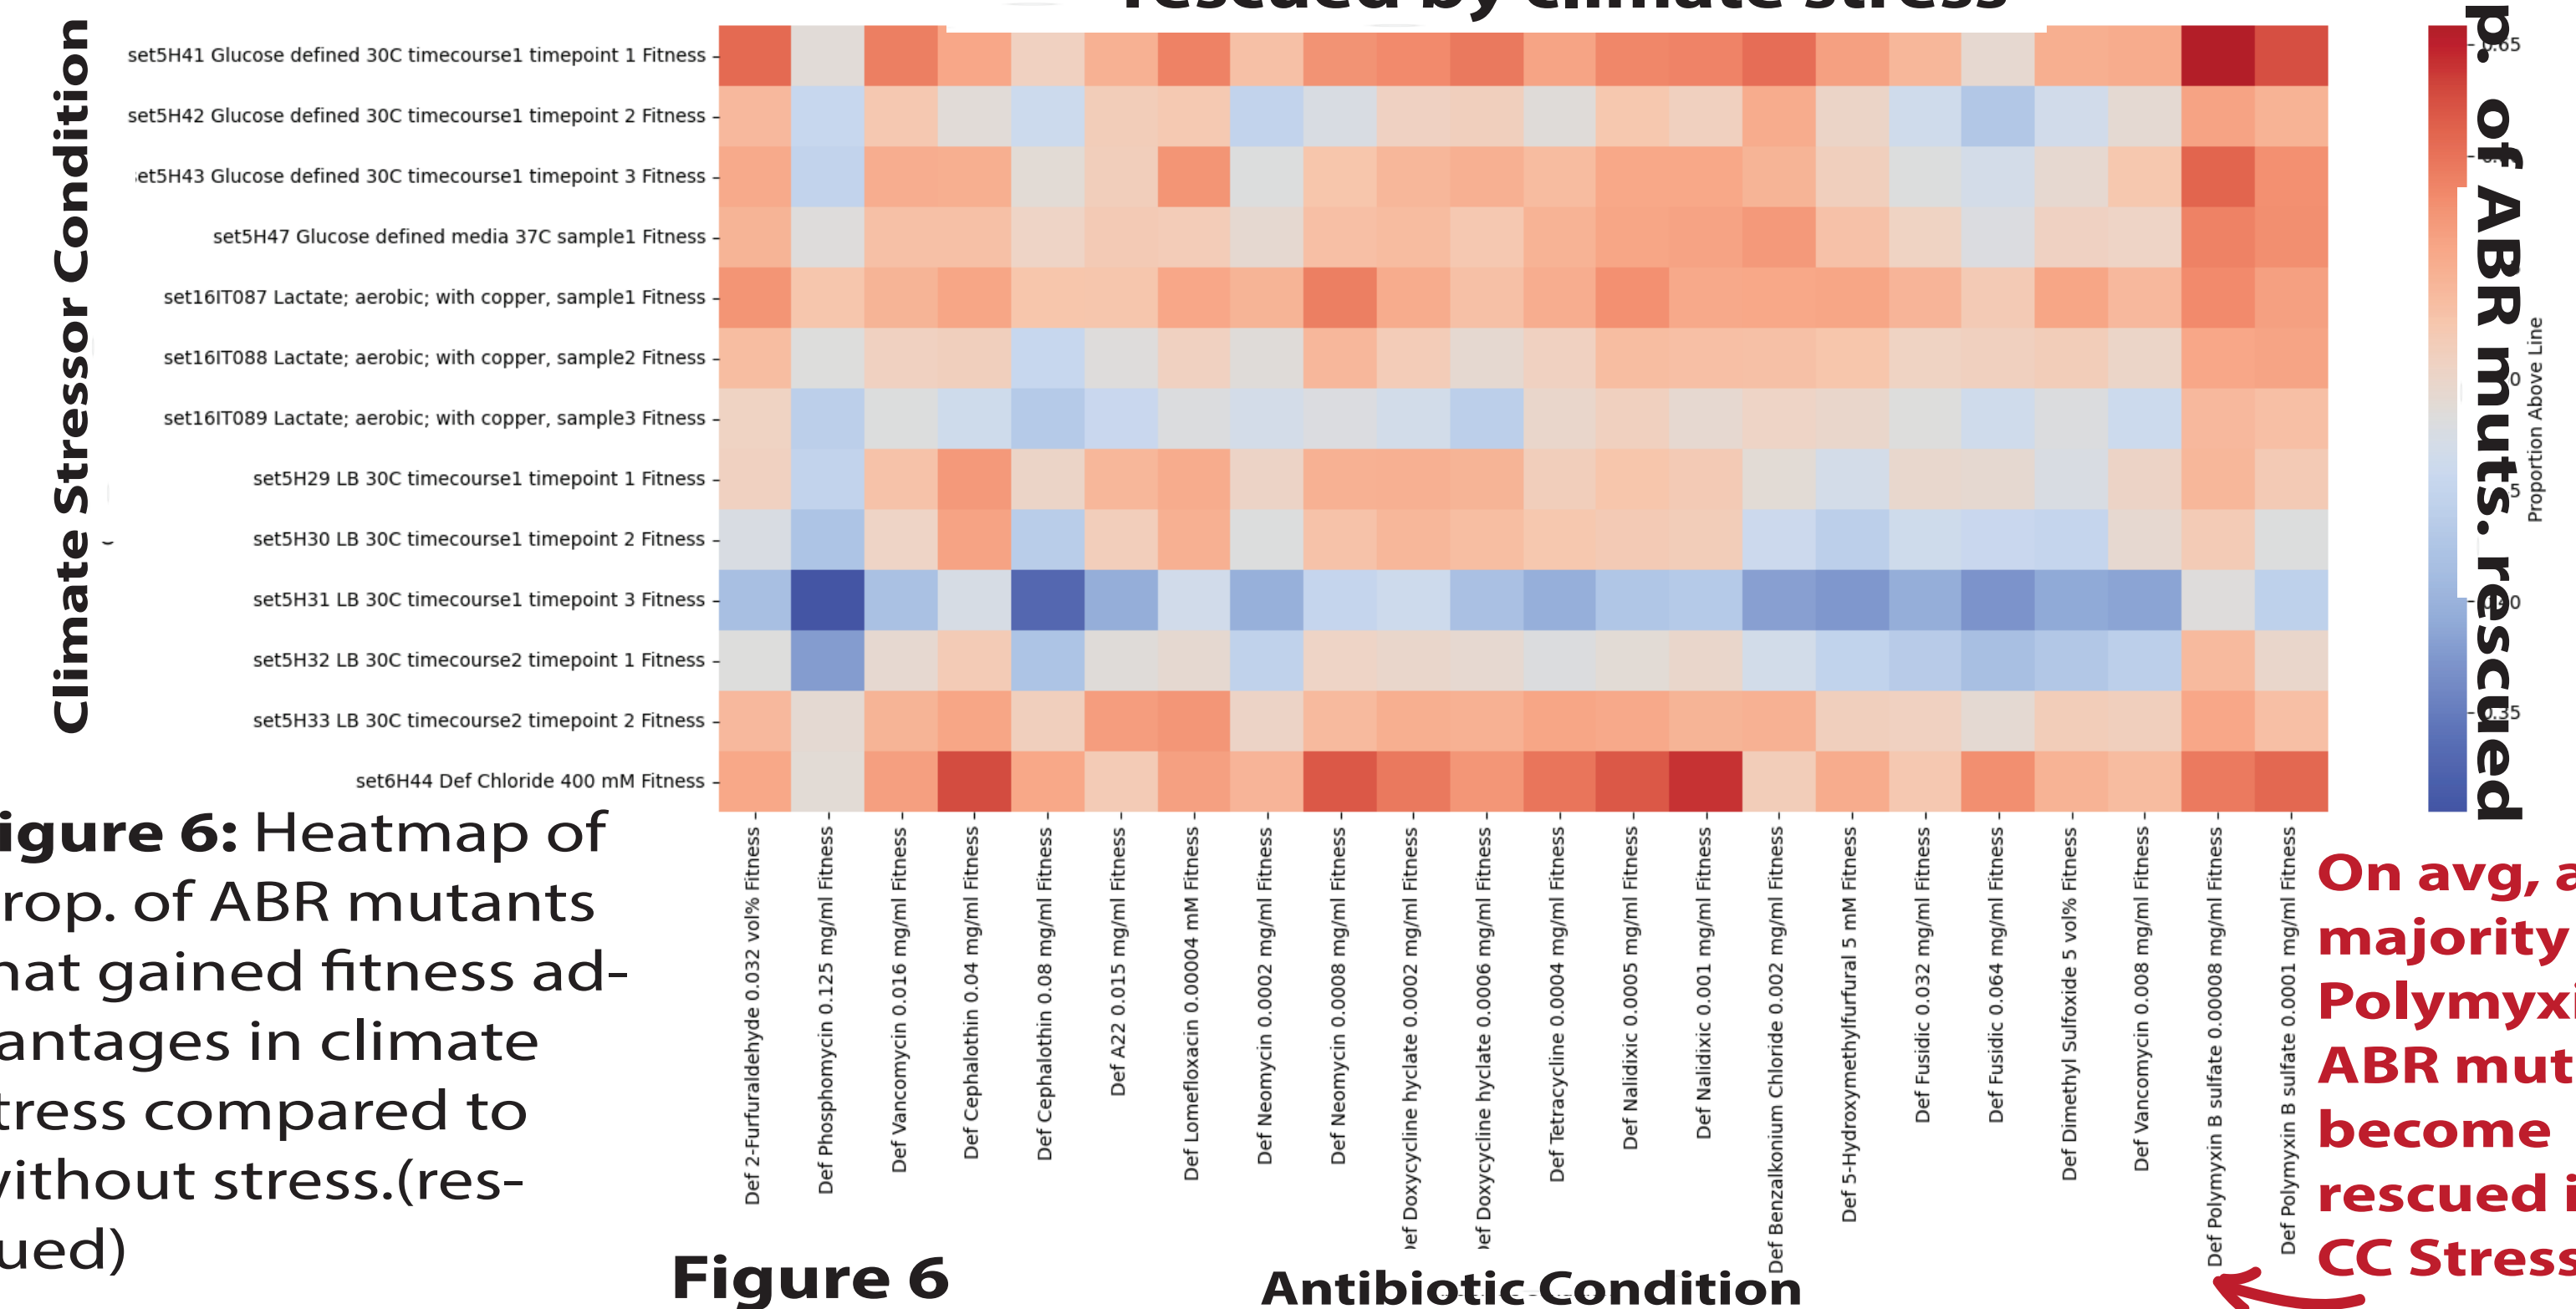 rescued by climate stress
Climate Stressor Condition
set5H41 Glucose defined 30C timecourse1 timepoint 1 Fitness
set5H42 Glucose defined 30C timecourse1 timepoint 2 Fitness
et5H43 Glucose defined 30C timecourse1 timepoint 3 Fitness
set5H47 Glucose defined media 37C sample1 Fitness
set16IT087 Lactate; aerobic; with copper, sample1 Fitness
set16IT088 Lactate; aerobic; with copper, sample2 Fitness
set16IT089 Lactate; aerobic; with copper, sample3 Fitness
set5H29 LB 30C timecourse1 timepoint 1 Fitness
set5H30 LB 30C timecourse1 timepoint 2 Fitness
set5H31 LB 30C timecourse1 timepoint 3 Fitness
set5H32 LB 30C timecourse2 timepoint 1 Fitness
set5H33 LB 30C timecourse2 timepoint 2 Fitness
set6H44 Def Chloride 400 mM Fitness
Def 2-Furfuraldehyde 0.032 vol% Fitness
Def Phosphomycin 0.125 mg/ml Fitness
Def Vancomycin 0.016 mg/ml Fitness
Def Cephalothin 0.04 mg/ml Fitness
Def Cephalothin 0.08 mg/ml Fitness
Def A22 0.015 mg/ml Fitness
Def Lomefloxacin 0.00004 mM Fitness
Def Neomycin 0.0002 mg/ml Fitness
Def Neomycin 0.0008 mg/ml Fitness
ef Doxycycline hyclate 0.0002 mg/ml Fitness
ef Doxycycline hyclate 0.0006 mg/ml Fitness
Def Tetracycline 0.0004 mg/ml Fitness
Def Nalidixic 0.0005 mg/ml Fitness
Def Nalidixic 0.001 mg/ml Fitness
Def Benzalkonium Chloride 0.002 mg/ml Fitness
Def 5-Hydroxymethylfurfural 5 mM Fitness
Def Fusidic 0.032 mg/ml Fitness
Def Fusidic 0.064 mg/ml Fitness
Def Dimethyl Sulfoxide 5 vol% Fitness
Def Vancomycin 0.008 mg/ml Fitness
Def Polymyxin B sulfate 0.00008 mg/ml Fitness
Def Polymyxin B sulfate 0.0001 mg/ml Fitness
Antibiotic Condition
0.65
0
5
0.40
0.35
p. of ABR muts. rescued
Proportion Above Line
igure 6: Heatmap of
rop. of ABR mutants
hat gained fitness ad-
antages in climate
tress compared to
ithout stress.(res-
ued)
Figure 6
On avg, a
majority
Polymyxi
ABR mut
become
rescued i
CC Stress